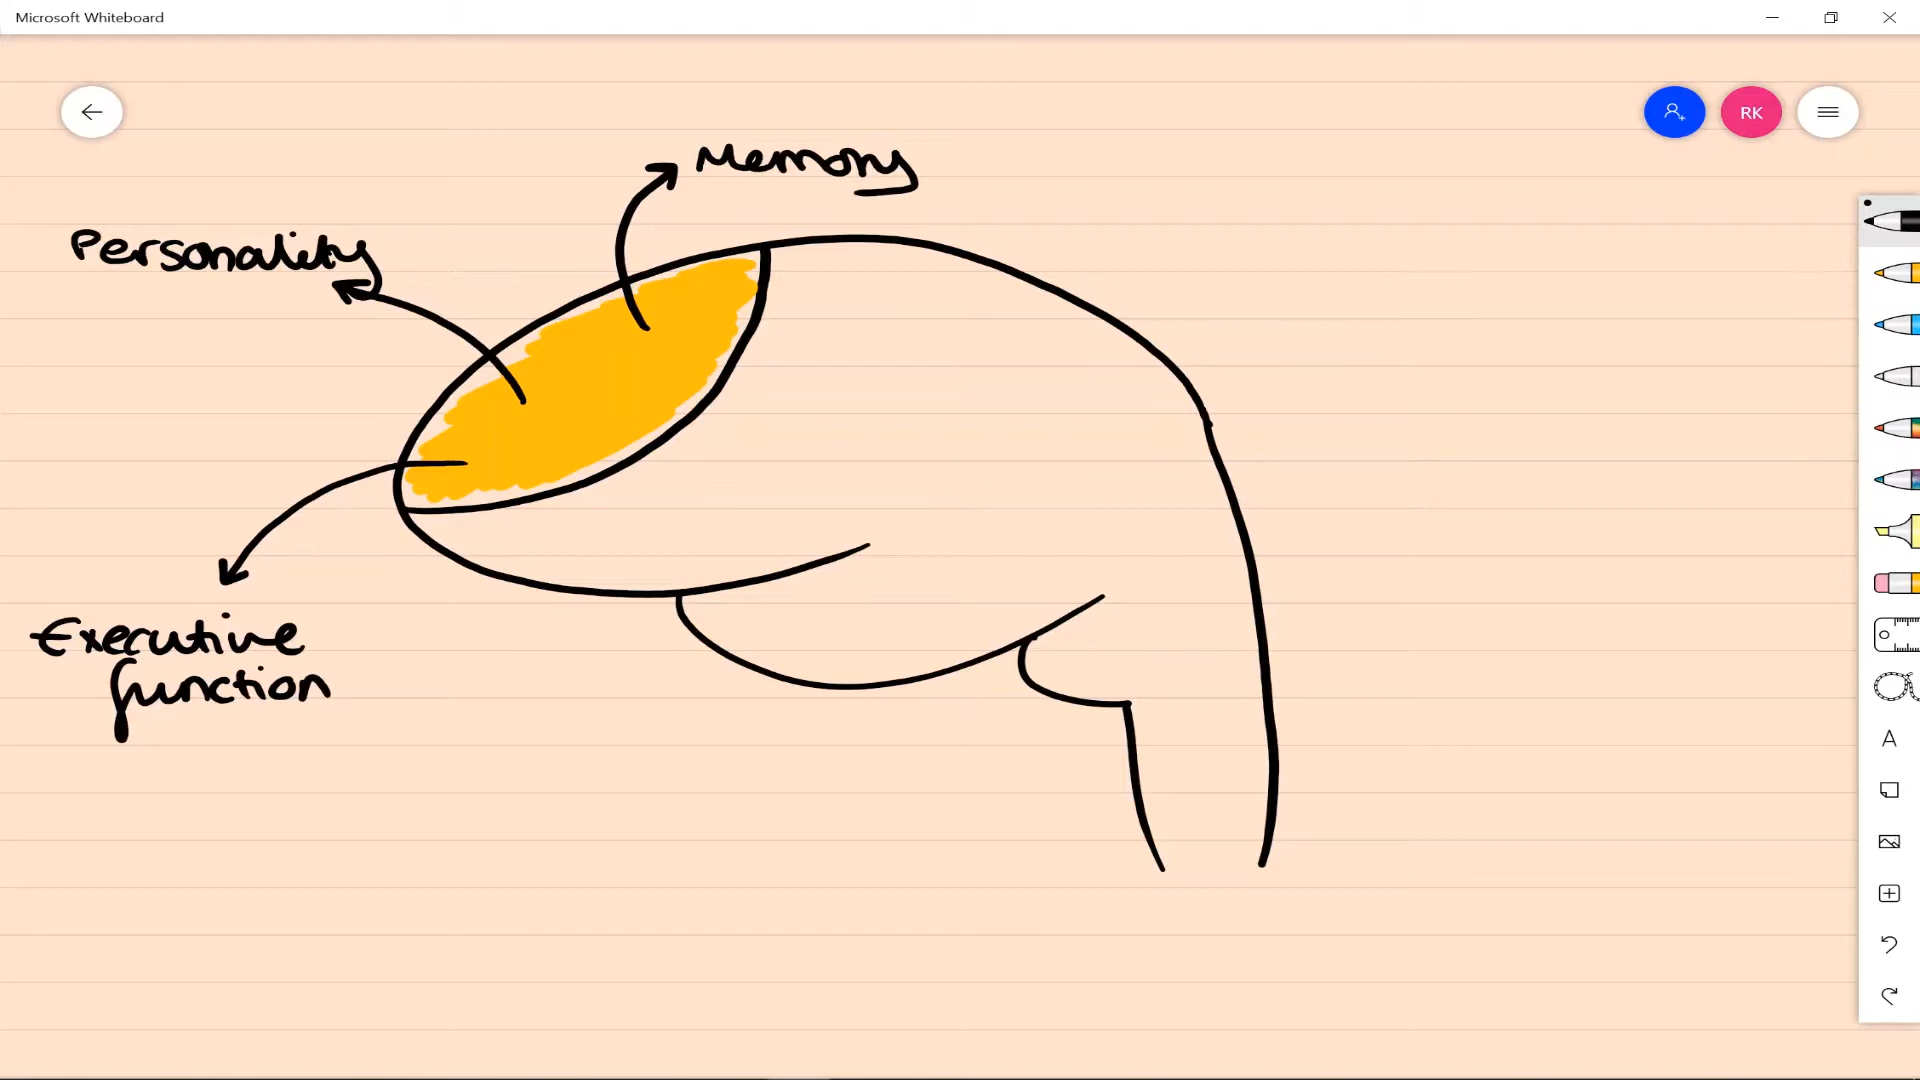 Microsoft Whiteboard
RK
Memory
Personality
Executive
function
A